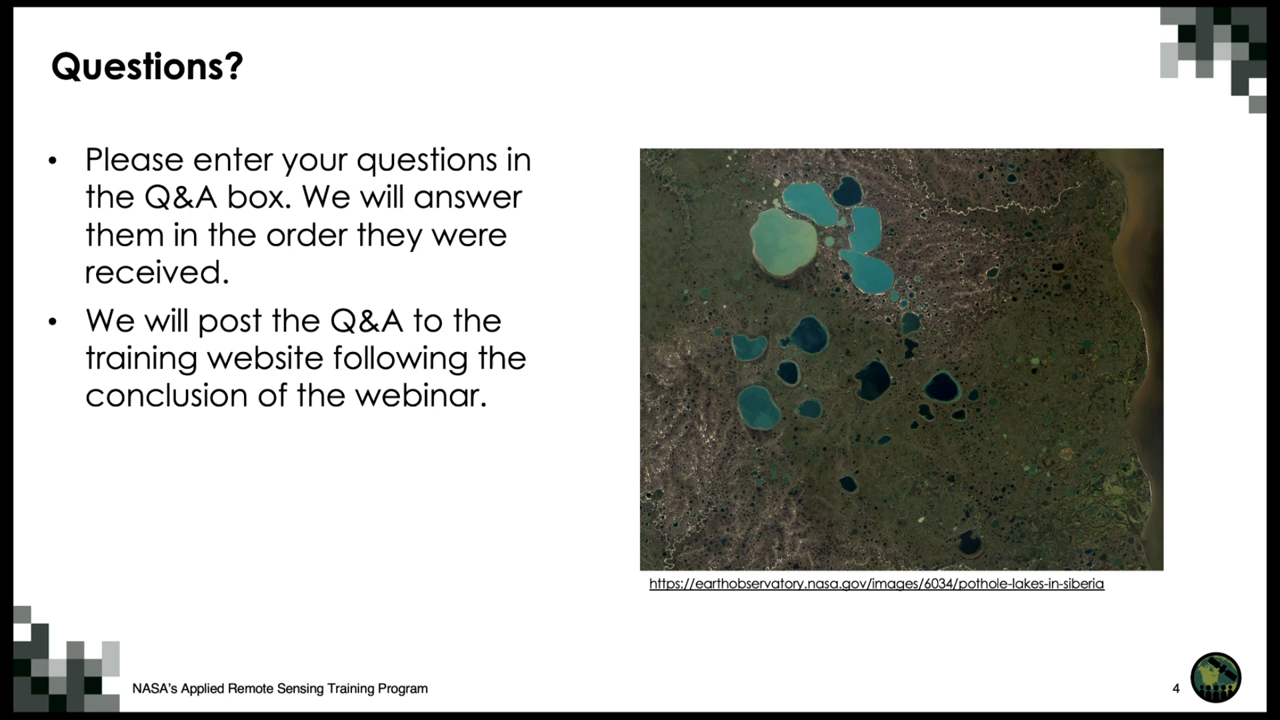 Questions?
• Please enter your questions in
the Q&A box. We will answer
them in the order they were
received.
• We will post the Q&A to the
training website following the
conclusion of the webinar.
https://earthobservatory.nasa.gov/images/6034/pothole-lakes-in-siberia
NASA's Applied Remote Sensing Training Program
4